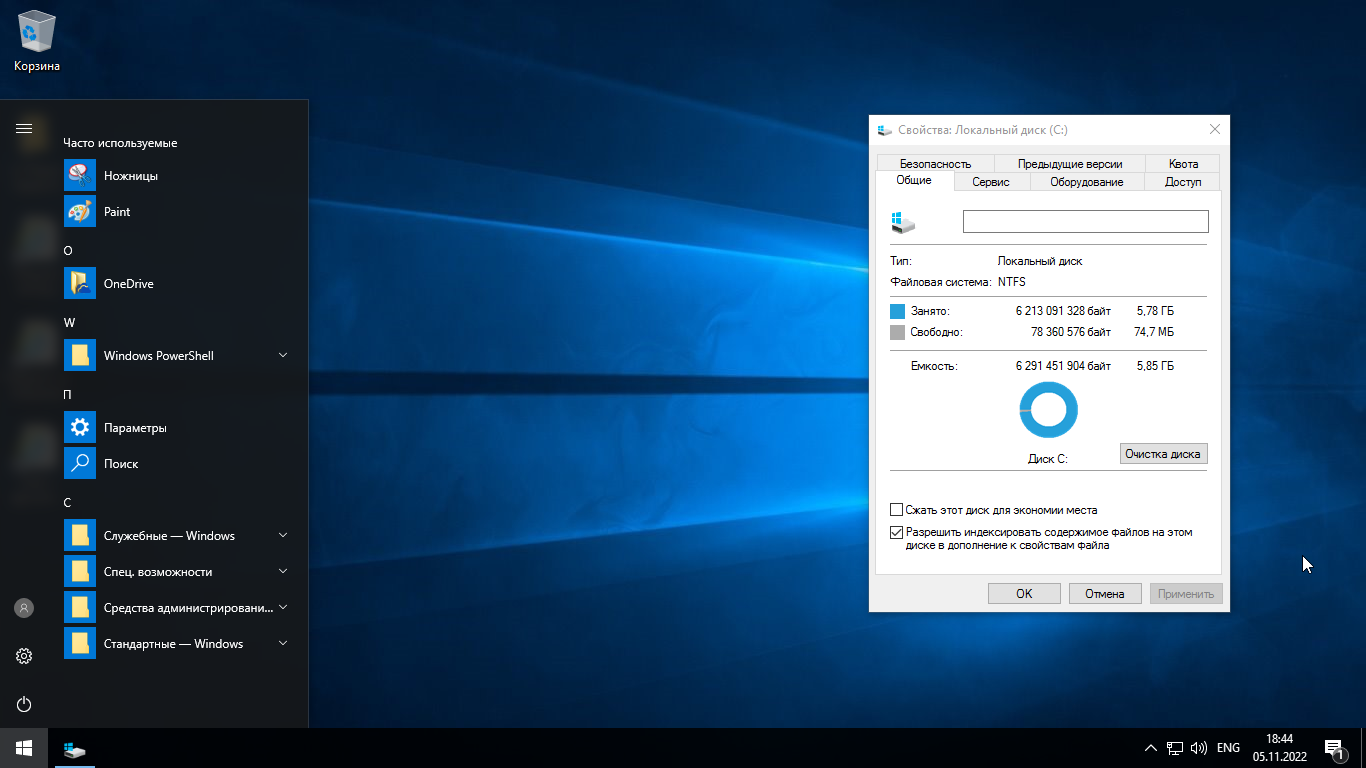 Корзина
Часто используемые
Ножницы
Paint
O
OneDrive
W
Windows PowerShell
П
Параметры
Поиск
С
Служебные — Windows
Спец. возможности
Средства администрировани...
Стандартные — Windows
Свойства: Локальный диск (C:)
Безопасность Предыдущие версии Квота
Общие Сервис Оборудование Доступ
Тип: Локальный диск
Файловая система: NTFS
Занято: 6 213 091 328 байт 5,78 ГБ
Свободно: 78 360 576 байт 74,7 МБ
Емкость: 6 291 451 904 байт 5,85 ГБ
Диск C:
Очистка диска
Сжать этот диск для экономии места
Разрешить индексировать содержимое файлов на этом
диске в дополнение к свойствам файла
OK Отмена Применить
ENG
18:44
05.11.2022
1